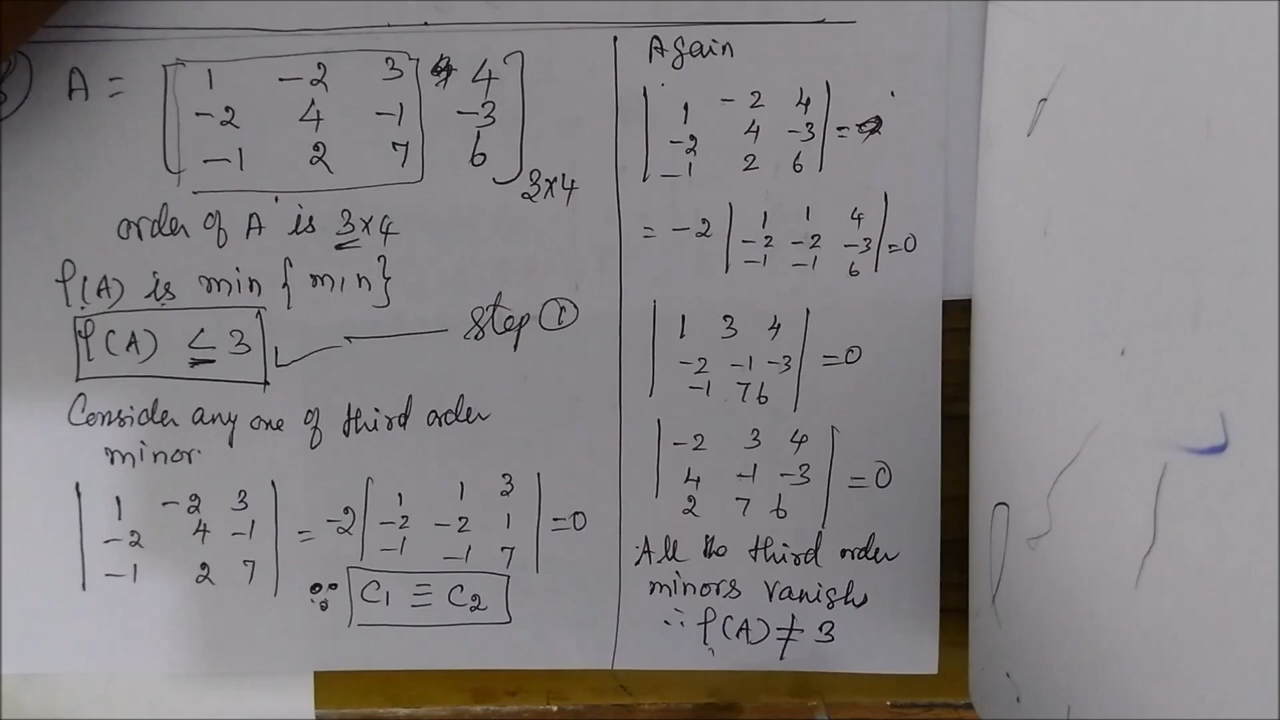 A = [ 1 -2 3 4
-2 4 -1 -3
-1 2 7 6 ] 3×4
order of A is 3×4
ρ(A) is min {m,n}
ρ(A) ≤ 3 step ①
Consider any one of third order
minor.
| 1 -2 3 | = -2 | 1 1 3 | = 0
| -2 4 -1 | | -2 -2 1 |
| -1 2 7 | | -1 -1 7 |
∵ C₁ ≡ C₂
Again
| 1 -2 4 | =
| -2 4 -3 |
| -1 2 6 |
= -2 | 1 1 4 | = 0
| -2 -2 -3 |
| -1 -1 6 |
| 1 3 4 | = 0
| -2 -1 -3 |
| -1 7 6 |
| -2 3 4 | = 0
| 4 -1 -3 |
| 2 7 6 |
All the third order
minors vanish
∴ ρ(A) ≠ 3